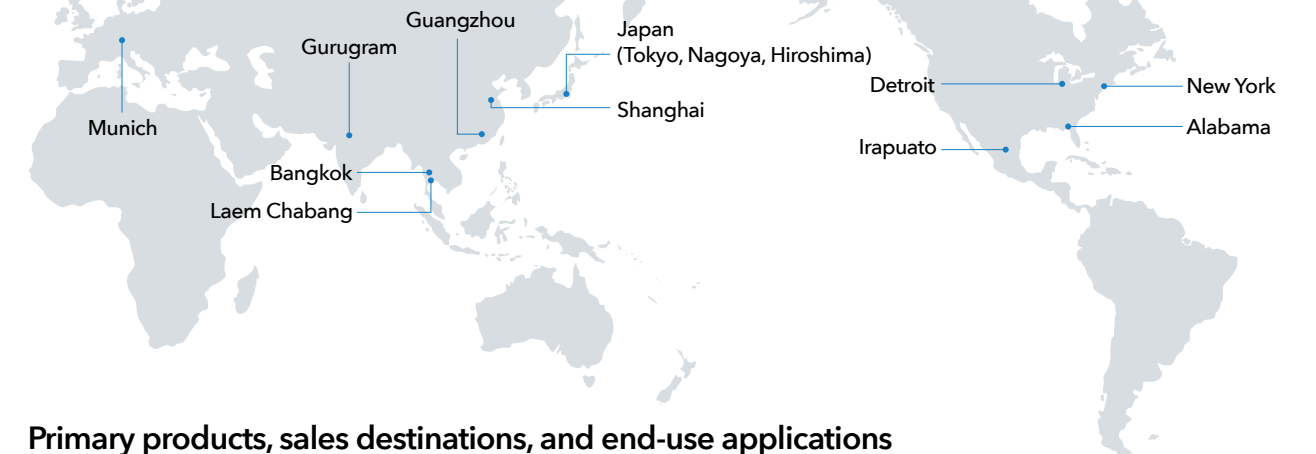 Guangzhou
Japan
(Tokyo, Nagoya, Hiroshima)
Gurugram
Detroit
New York
Shanghai
Munich
Alabama
Irapuato
Bangkok
Laem Chabang
Primary products, sales destinations, and end-use applications